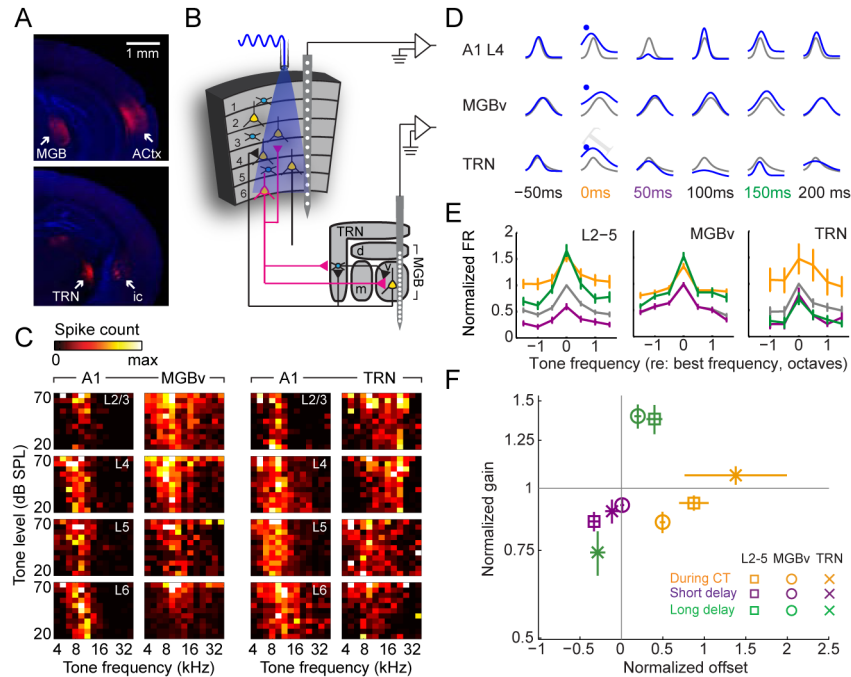 A
1 mm
MGB
ACtx
TRN
ic
B
1
2
3
4
5
6
TRN
d
v
m
MGB
C
Spike count
0 max
A1 MGBv A1 TRN
70
L2/3
20
70
L4
20
70
L5
20
70
L6
20
Tone level (dB SPL)
4 8 16 32 4 8 16 32 4 8 16 32 4 8 16 32
Tone frequency (kHz) Tone frequency (kHz)
D
A1 L4
MGBv
TRN
−50ms 0ms 50ms 100ms 150ms 200 ms
E
L2-5 MGBv TRN
Normalized FR
2
1.5
1
0.5
0
−1 0 1 −1 0 1 −1 0 1
Tone frequency (re: best frequency, octaves)
F
Normalized gain
1.5
1.25
1
0.75
0.5
L2-5 MGBv TRN
During CT
Short delay
Long delay
−1 −0.5 0 0.5 1 1.5 2 2.5
Normalized offset